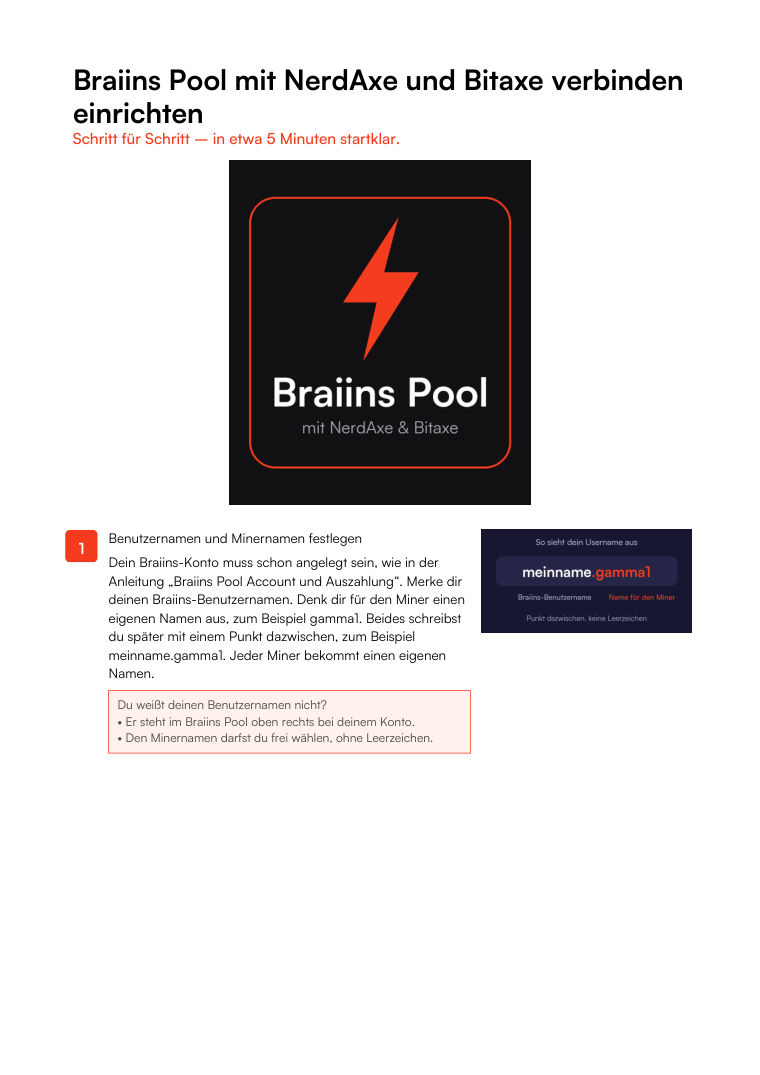 Braiins Pool mit NerdAxe und Bitaxe verbinden
einrichten
Schritt für Schritt — in etwa 5 Minuten startklar.
Braiins Pool
mit NerdAxe & Bitaxe
1
Benutzernamen und Minernamen festlegen
Dein Braiins-Konto muss schon angelegt sein, wie in der
Anleitung „Braiins Pool Account und Auszahlung“. Merke dir
deinen Braiins-Benutzernamen. Denk dir für den Miner einen
eigenen Namen aus, zum Beispiel gamma1. Beides schreibst
du später mit einem Punkt dazwischen, zum Beispiel
meinname.gamma1. Jeder Miner bekommt einen eigenen
Namen.
Du weißt deinen Benutzernamen nicht?
• Er steht im Braiins Pool oben rechts bei deinem Konto.
• Den Minernamen darfst du frei wählen, ohne Leerzeichen.
So sieht dein Username aus
meinname.gamma1
Braiins-Benutzername Name für den Miner
Punkt dazwischen, keine Leerzeichen